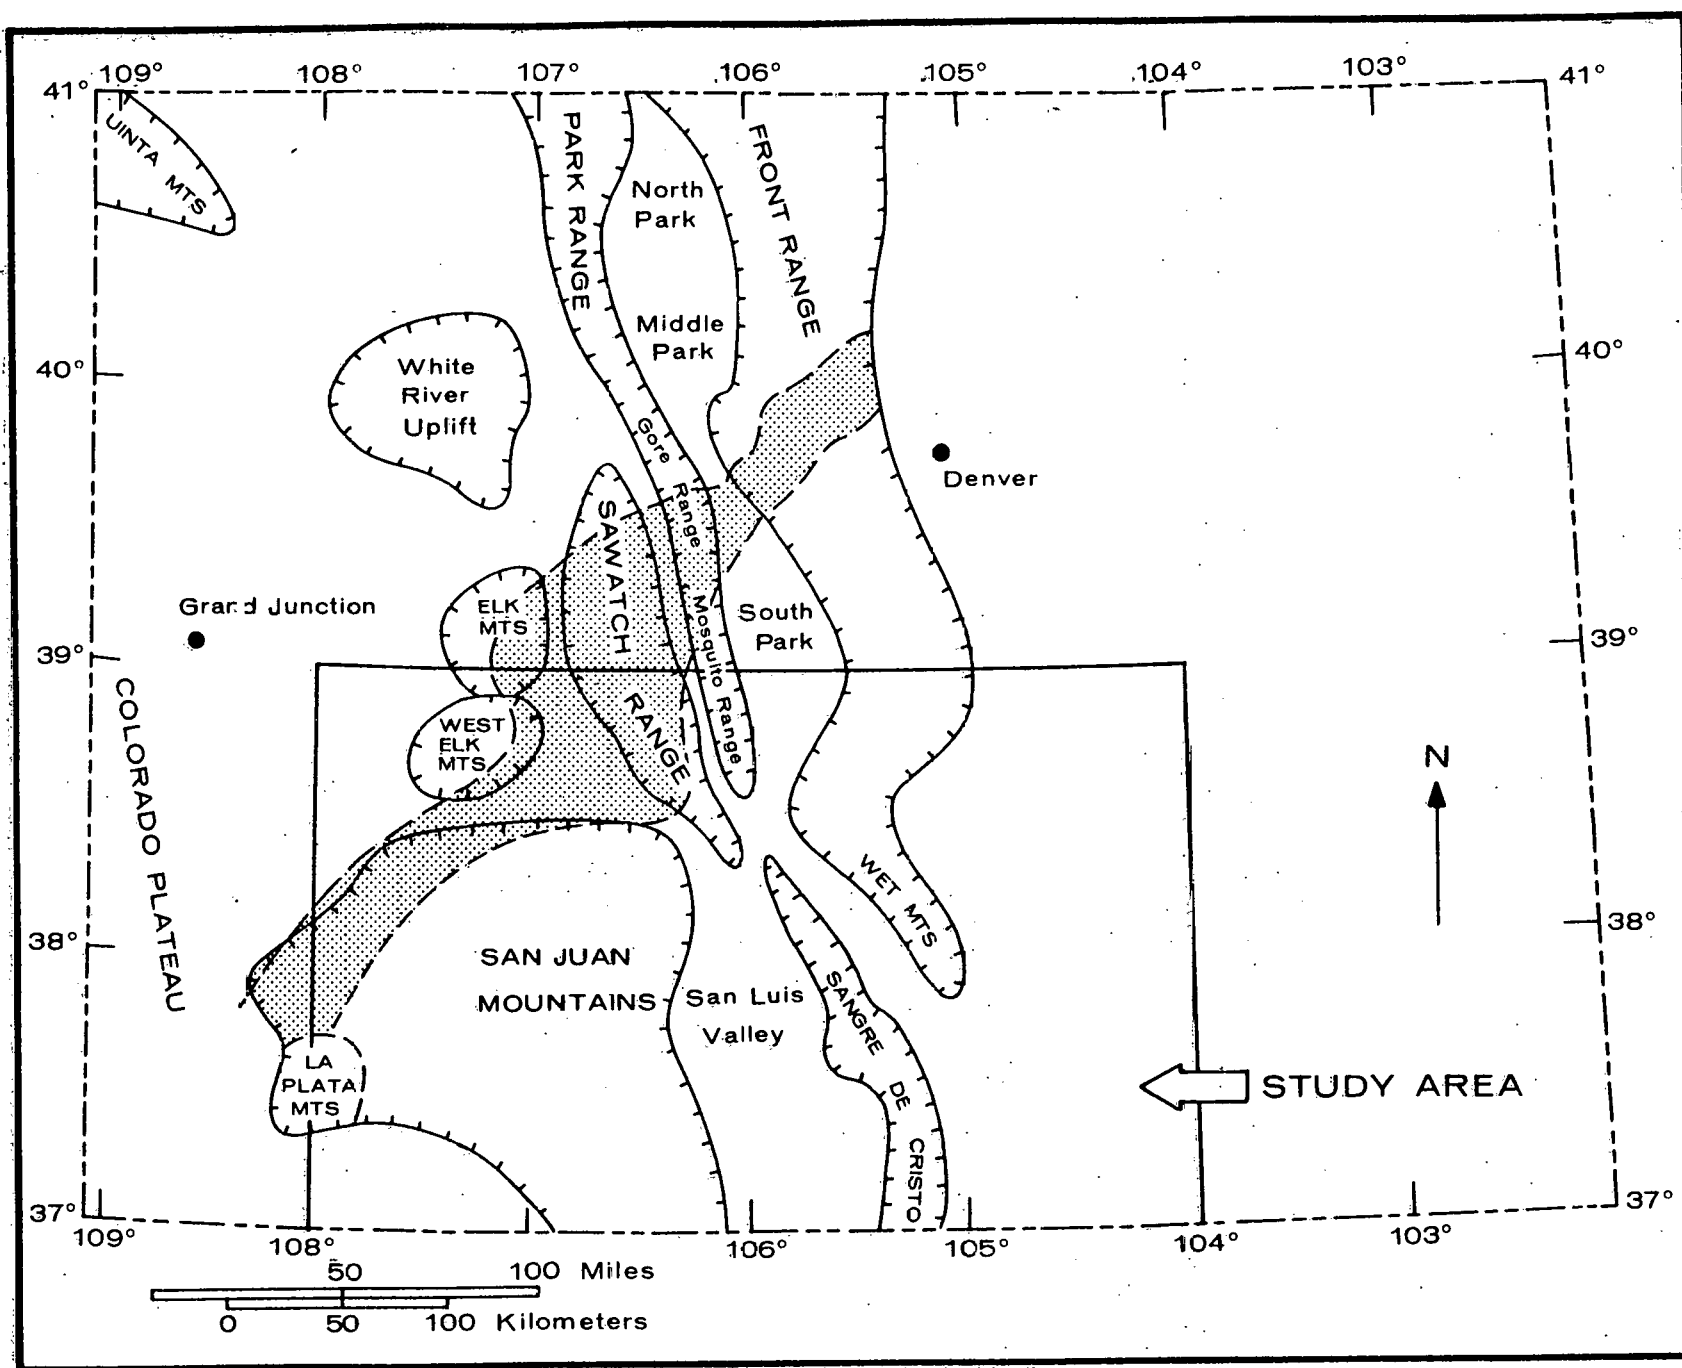 109°
108°
107°
106°
105°
104°
103°
41°
41°
UINTA MTS
PARK RANGE
FRONT RANGE
North
Park
Middle
Park
40°
40°
White
River
Uplift
Gore Range
Denver
SAWATCH RANGE
Grand Junction
ELK
MTS
Mosquito Range
South
Park
39°
39°
COLORADO PLATEAU
WEST
ELK
MTS
N
WET MTS
38°
38°
SAN JUAN
MOUNTAINS
San Luis
Valley
SANGRE DE CRISTO
LA
PLATA
MTS
STUDY AREA
37°
37°
109°
108°
106°
105°
104°
103°
50 100 Miles
0 50 100 Kilometers